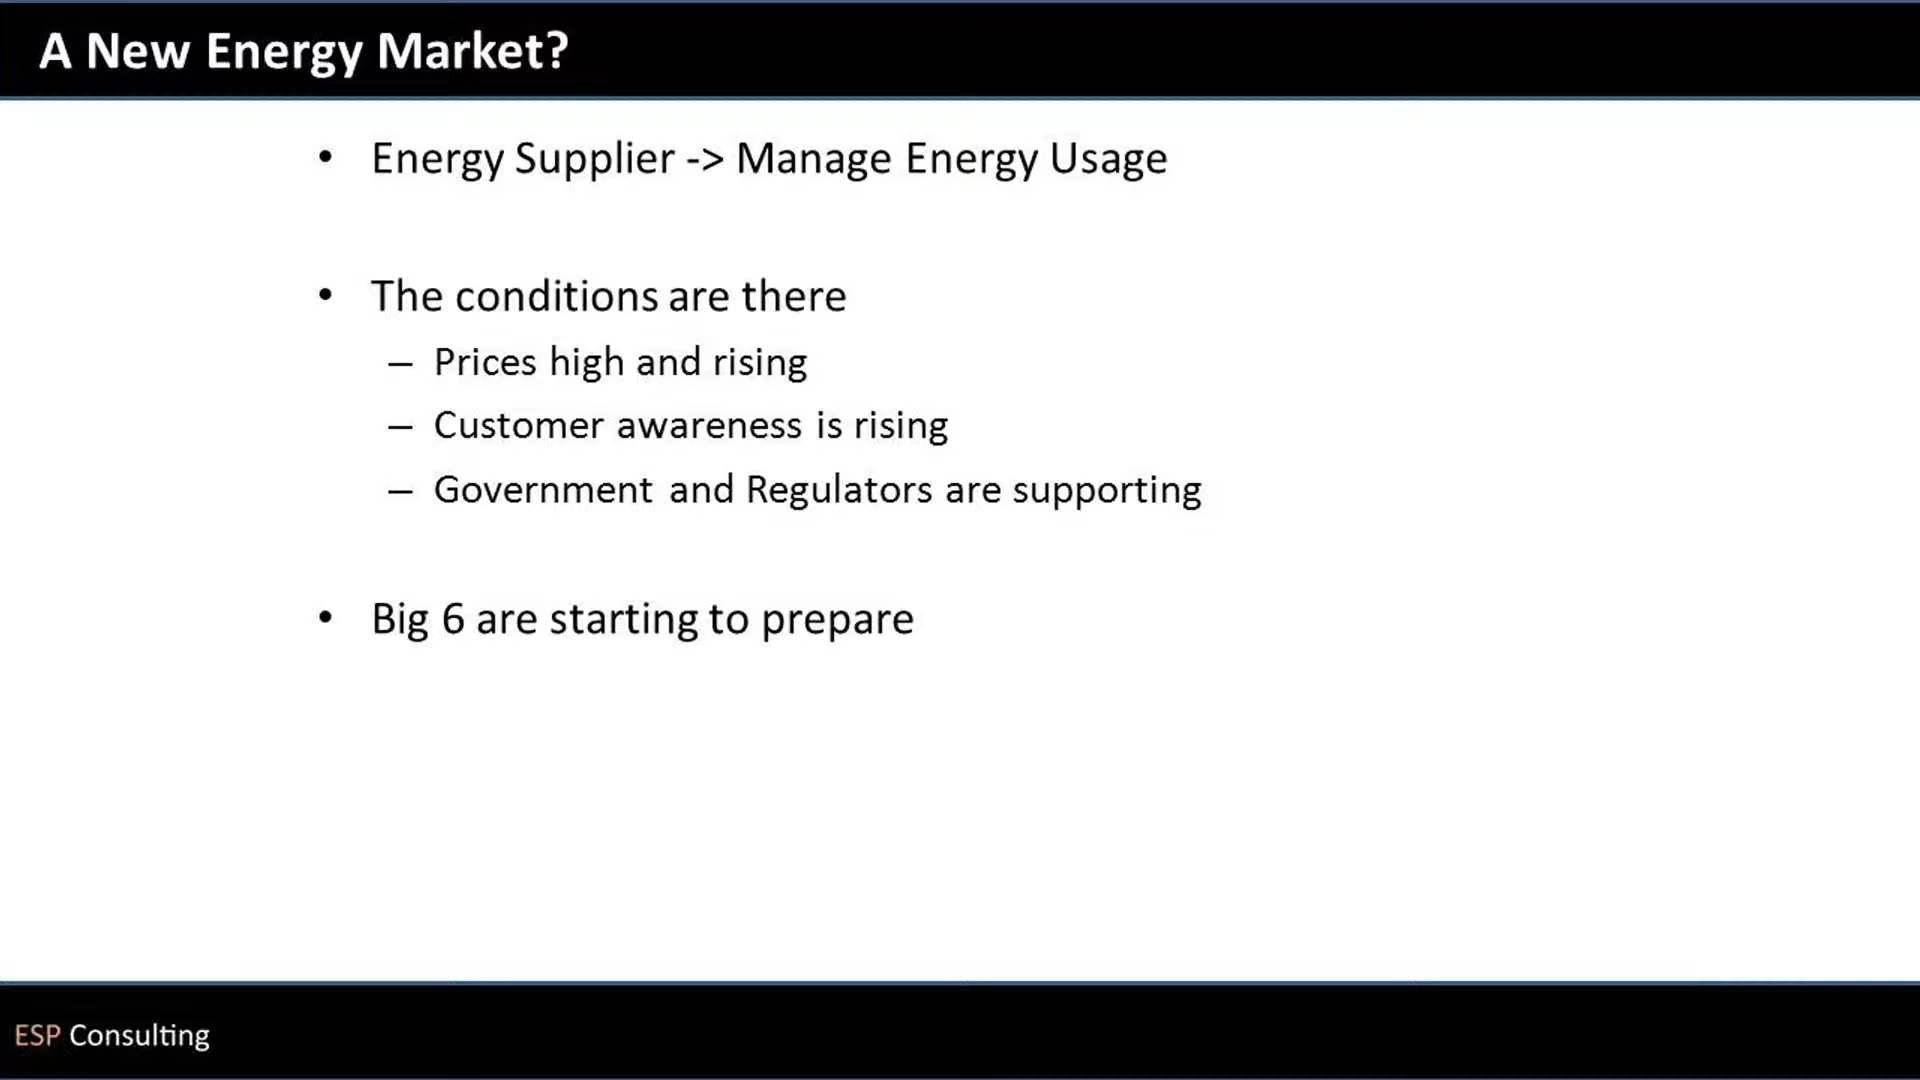 A New Energy Market?
• Energy Supplier -> Manage Energy Usage
• The conditions are there
– Prices high and rising
– Customer awareness is rising
– Government and Regulators are supporting
• Big 6 are starting to prepare
ESP Consulting